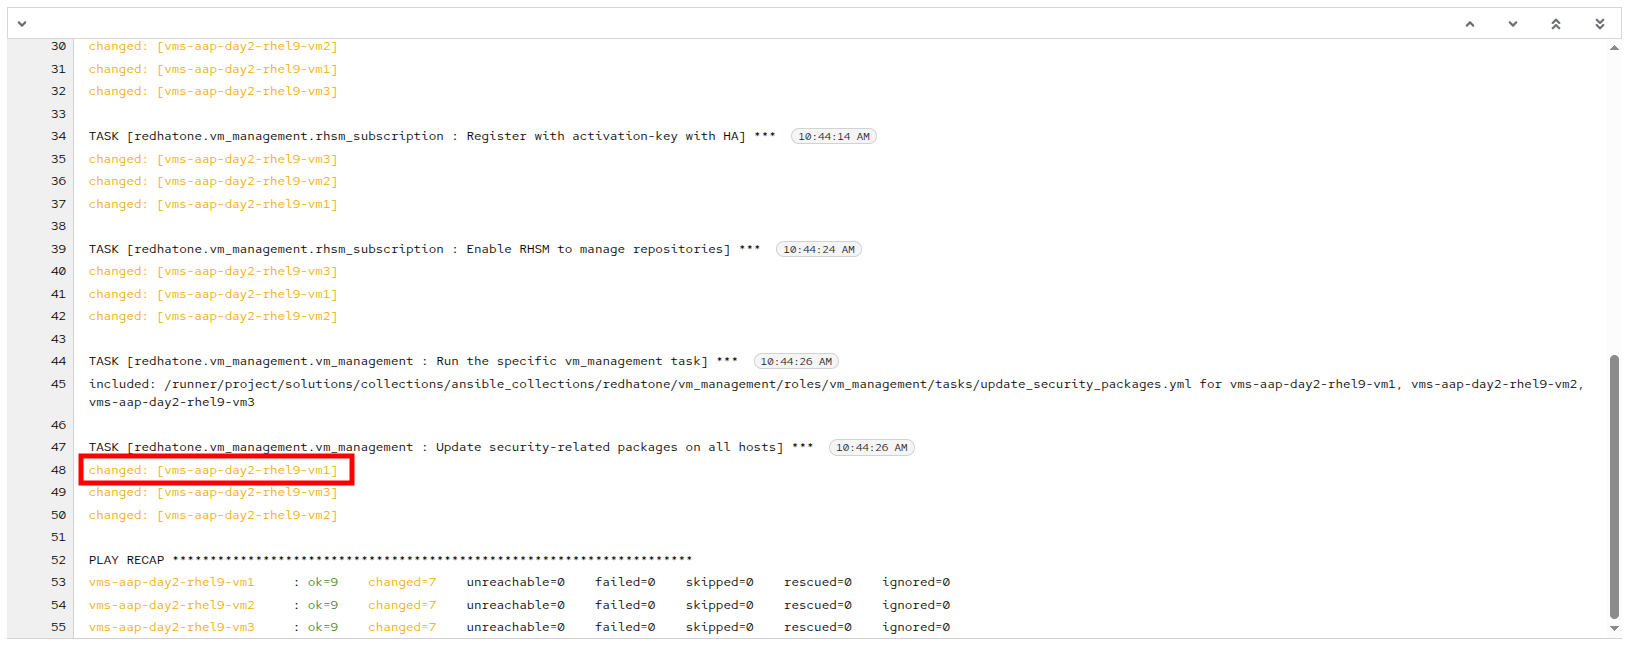 30 changed: [vms-aap-day2-rhel9-vm2]
31 changed: [vms-aap-day2-rhel9-vm1]
32 changed: [vms-aap-day2-rhel9-vm3]
33
34 TASK [redhatone.vm_management.rhsm_subscription : Register with activation-key with HA] *** 10:44:14 AM
35 changed: [vms-aap-day2-rhel9-vm3]
36 changed: [vms-aap-day2-rhel9-vm2]
37 changed: [vms-aap-day2-rhel9-vm1]
38
39 TASK [redhatone.vm_management.rhsm_subscription : Enable RHSM to manage repositories] *** 10:44:24 AM
40 changed: [vms-aap-day2-rhel9-vm3]
41 changed: [vms-aap-day2-rhel9-vm1]
42 changed: [vms-aap-day2-rhel9-vm2]
43
44 TASK [redhatone.vm_management.vm_management : Run the specific vm_management task] *** 10:44:26 AM
45 included: /runner/project/solutions/collections/ansible_collections/redhatone/vm_management/roles/vm_management/tasks/update_security_packages.yml for vms-aap-day2-rhel9-vm1, vms-aap-day2-rhel9-vm2,
vms-aap-day2-rhel9-vm3
46
47 TASK [redhatone.vm_management.vm_management : Update security-related packages on all hosts] *** 10:44:26 AM
48 changed: [vms-aap-day2-rhel9-vm1]
49 changed: [vms-aap-day2-rhel9-vm3]
50 changed: [vms-aap-day2-rhel9-vm2]
51
52 PLAY RECAP *********************************************************************
53 vms-aap-day2-rhel9-vm1 : ok=9 changed=7 unreachable=0 failed=0 skipped=0 rescued=0 ignored=0
54 vms-aap-day2-rhel9-vm2 : ok=9 changed=7 unreachable=0 failed=0 skipped=0 rescued=0 ignored=0
55 vms-aap-day2-rhel9-vm3 : ok=9 changed=7 unreachable=0 failed=0 skipped=0 rescued=0 ignored=0